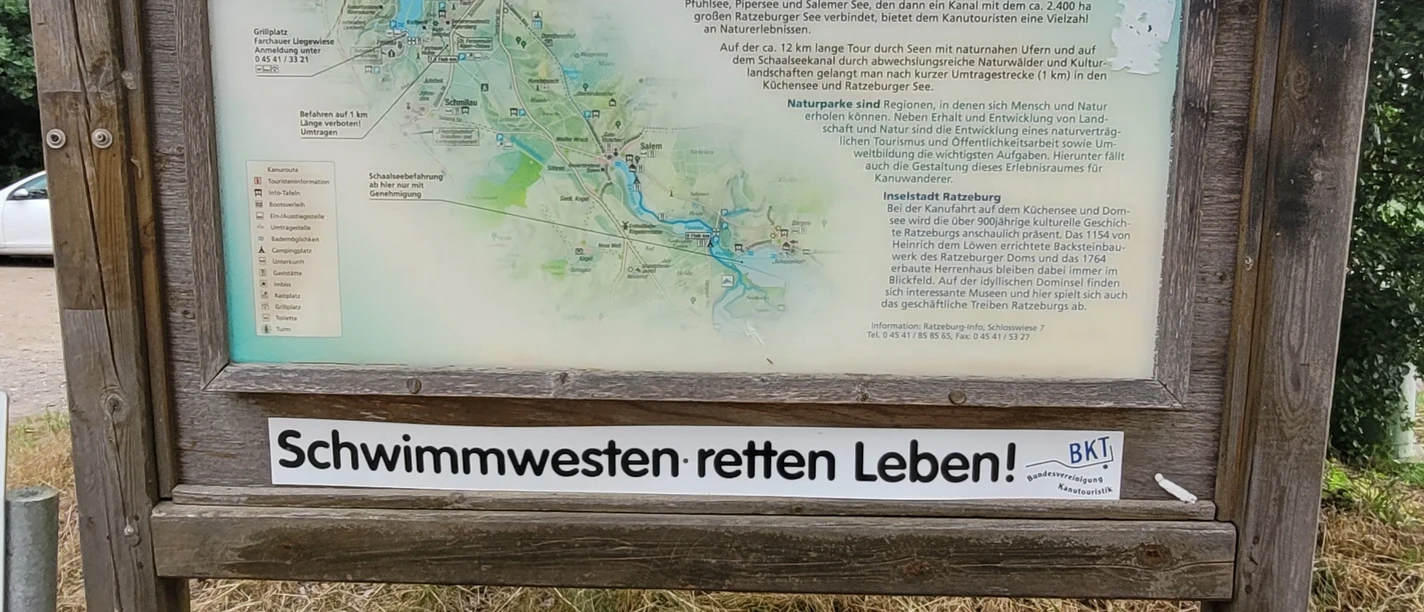 Pfuhlsee, Pipersee und Salemer See, den dann ein Kanal mit dem ca. 2.400 ha
großen Ratzeburger See verbindet, bietet dem Kanutouristen eine Vielzahl
an Naturerlebnissen.
Auf der ca. 12 km lange Tour durch Seen mit naturnahen Ufern und auf
dem Schaalseekanal durch abwechslungsreiche Naturwälder und Kultur-
landschaften gelangt man nach kurzer Umtragestrecke (1 km) in den
Küchensee und Ratzeburger See.
Naturparke sind Regionen, in denen sich Mensch und Natur
erholen können. Neben Erhalt und Entwicklung von Land-
schaft und Natur sind die Entwicklung eines naturverträg-
lichen Tourismus und Öffentlichkeitsarbeit sowie Um-
weltbildung die wichtigsten Aufgaben. Hierunter fällt
auch die Gestaltung dieses Erlebnisraumes für
Kanuwanderer.
Inselstadt Ratzeburg
Bei der Kanufahrt auf dem Küchensee und Dom-
see wird die über 900jährige kulturelle Geschich-
te Ratzeburgs anschaulich präsent. Das 1154 von
Heinrich dem Löwen errichtete Backsteinbau-
werk des Ratzeburger Doms und das 1764
erbaute Herrenhaus bleiben dabei immer im
Blickfeld. Auf der idyllischen Dominsel finden
sich interessante Museen und hier spielt sich auch
das geschäftliche Treiben Ratzeburgs ab.
Information: Ratzeburg-Info, Schlosswiese 7
Tel. 0 45 41 / 85 85 65, Fax: 0 45 41 / 53 27
Grillplatz
Farchauer Liegewiese
Anmeldung unter
0 45 41 / 33 21
Befahren auf 1 km
Länge verboten!
Umtragen
Schaalseebefahrung
ab hier nur mit
Genehmigung
Schmilau
Salem
Kanuroute
Touristeninformation
Info-Tafeln
Bootsverleih
Ein-/Ausstiegsstelle
Umtragestelle
Bademöglichkeit
Campingplatz
Unterkunft
Gaststätte
Imbiss
Rastplatz
Grillplatz
Toilette
Turm
Schwimmwesten retten Leben!
BKT
Bundesvereinigung
Kanutouristik